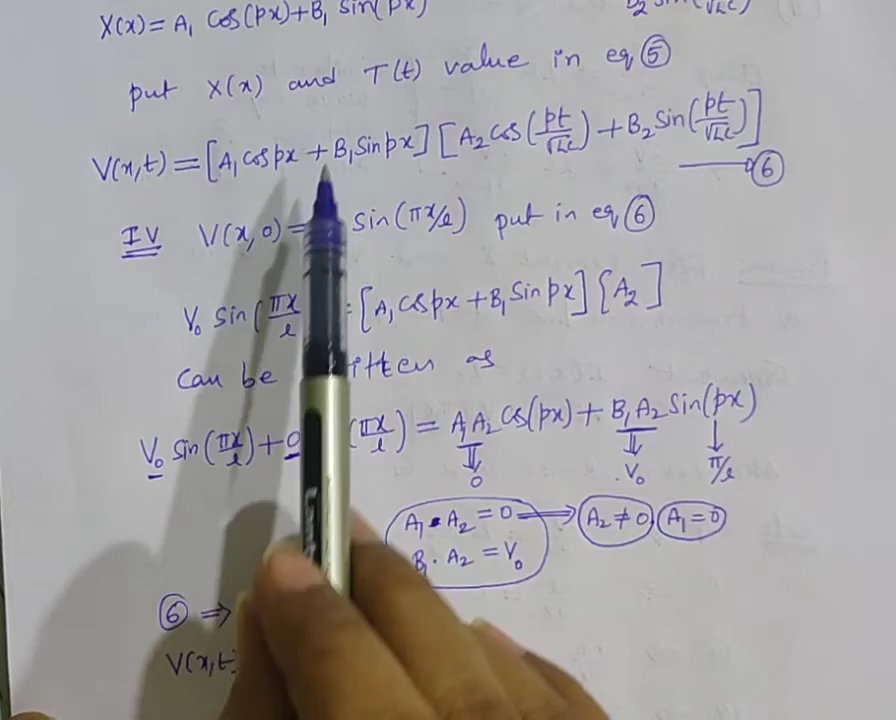 X(x) = A₁ cos(px) + B₁ sin(px)
put X(x) and T(t) value in eq ⑤
V(x,t) = [A₁ cos px + B₁ sin px] [A₂ cos(pt/√LC) + B₂ sin(pt/√LC)] → ⑥
IV V(x,0) = sin(πx/l) put in eq ⑥
V₀ sin(πx/l = [A₁ cos px + B₁ sin px] {A₂]
Can be itten as
V₀ sin(πx/l) + 0 (πx/l) = A₁A₂ cos(px) + B₁A₂ sin(px)
0 V₀ π/l
A₁ · A₂ = 0 → A₂ ≠ 0, A₁ = 0
B₁ · A₂ = V₀
⑥ ⇒
V(x,t)